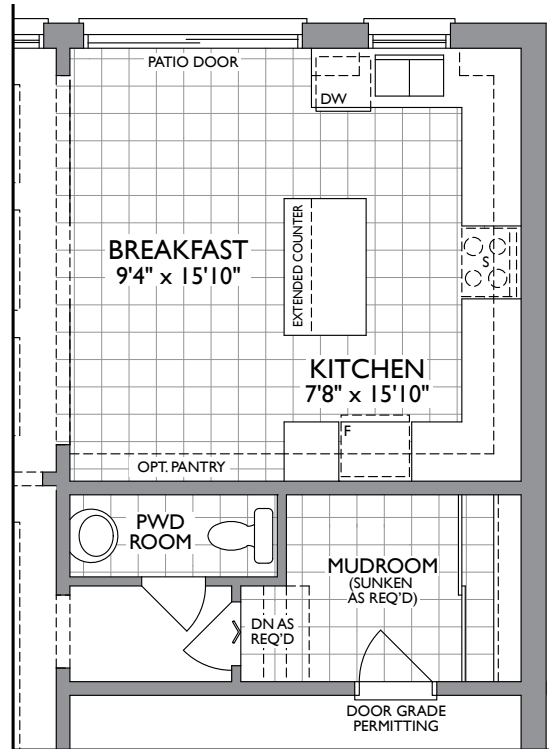 PATIO DOOR
DW
EXTENDED COUNTER
BREAKFAST
9'4" x 15'10"
S
KITCHEN
7'8" x 15'10"
F
OPT. PANTRY
PWD
ROOM
MUDROOM
(SUNKEN
AS REQ'D)
DN AS
REQ'D
DOOR GRADE
PERMITTING